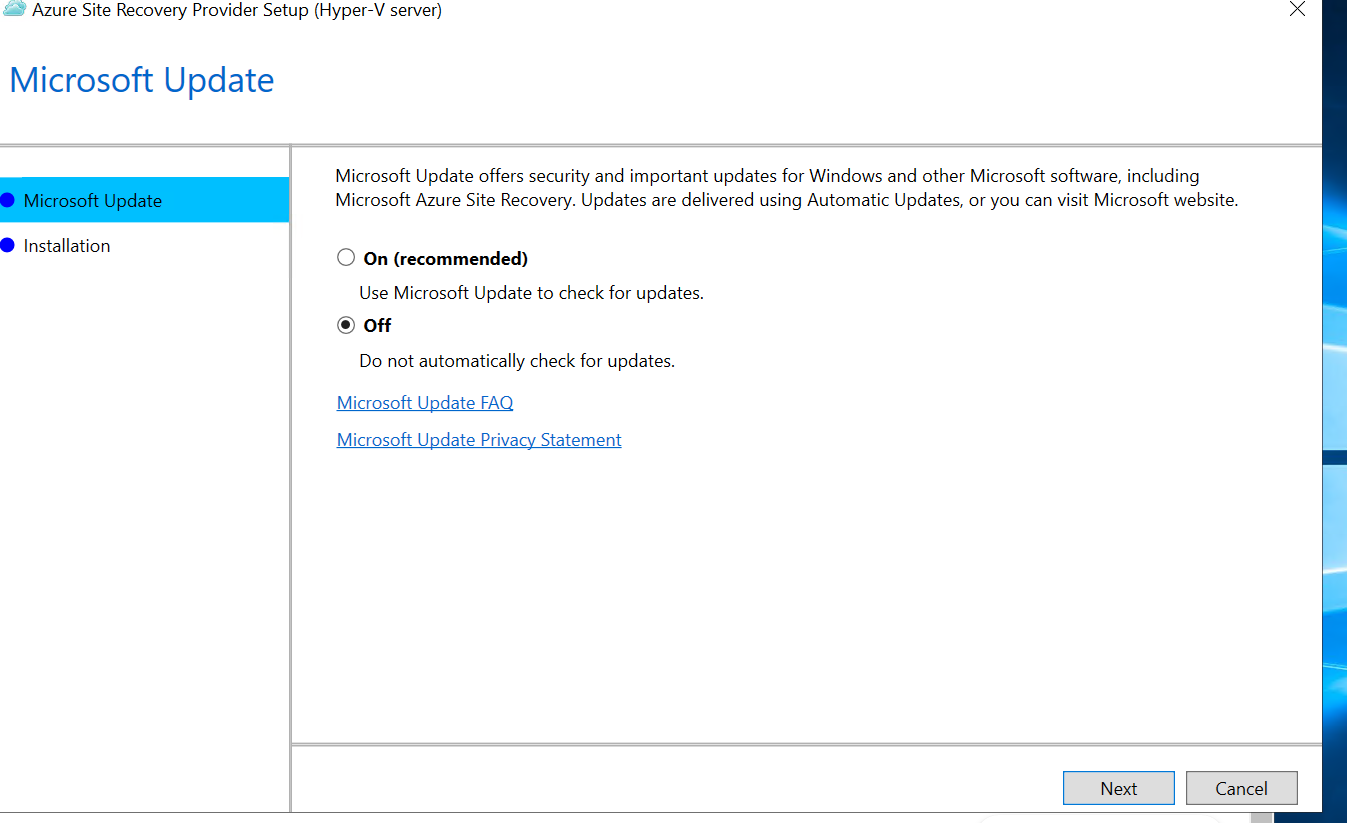 Azure Site Recovery Provider Setup (Hyper-V server)
Microsoft Update
Microsoft Update
Installation
Microsoft Update offers security and important updates for Windows and other Microsoft software, including
Microsoft Azure Site Recovery. Updates are delivered using Automatic Updates, or you can visit Microsoft website.
On (recommended)
Use Microsoft Update to check for updates.
Off
Do not automatically check for updates.
Microsoft Update FAQ
Microsoft Update Privacy Statement
Next
Cancel